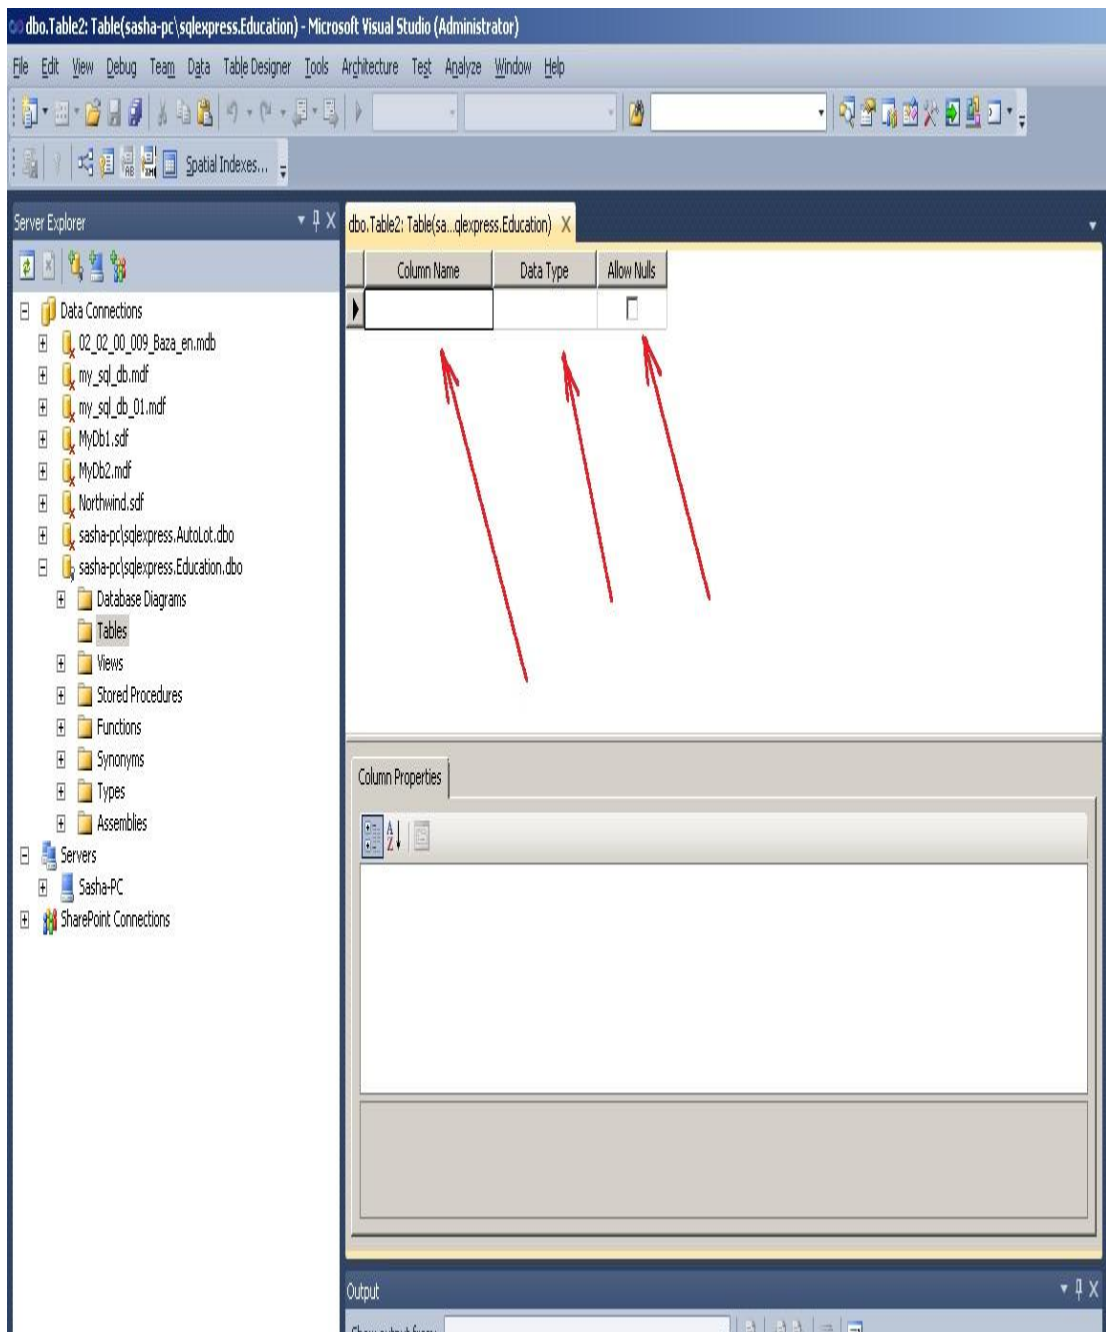 dbo.Table2: Table(sasha-pc\sqlexpress.Education) - Microsoft Visual Studio (Administrator)
File Edit View Debug Team Data Table Designer Tools Architecture Test Analyze Window Help
Spatial Indexes...
Server Explorer
dbo.Table2: Table(sa...qlexpress.Education)
Column Name Data Type Allow Nulls
Data Connections
02_02_00_009_Baza_en.mdb
my_sql_db.mdf
my_sql_db_01.mdf
MyDb1.sdf
MyDb2.mdf
Northwind.sdf
sasha-pc\sqlexpress.AutoLot.dbo
sasha-pc\sqlexpress.Education.dbo
Database Diagrams
Tables
Views
Stored Procedures
Functions
Synonyms
Types
Assemblies
Servers
Sasha-PC
SharePoint Connections
Column Properties
Output
Show output from: